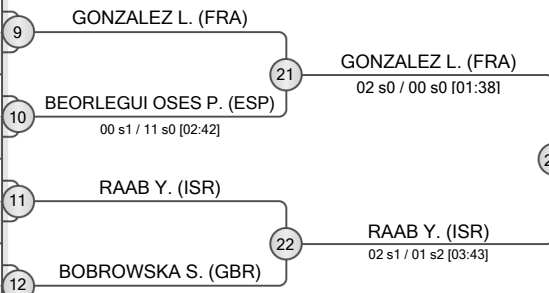 GONZALEZ L. (FRA)
9
GONZALEZ L. (FRA)
21
02 s0 / 00 s0 [01:38]
BEORLEGUI OSES P. (ESP)
10
00 s1 / 11 s0 [02:42]
RAAB Y. (ISR)
11
RAAB Y. (ISR)
22
02 s1 / 01 s2 [03:43]
BOBROWSKA S. (GBR)
12